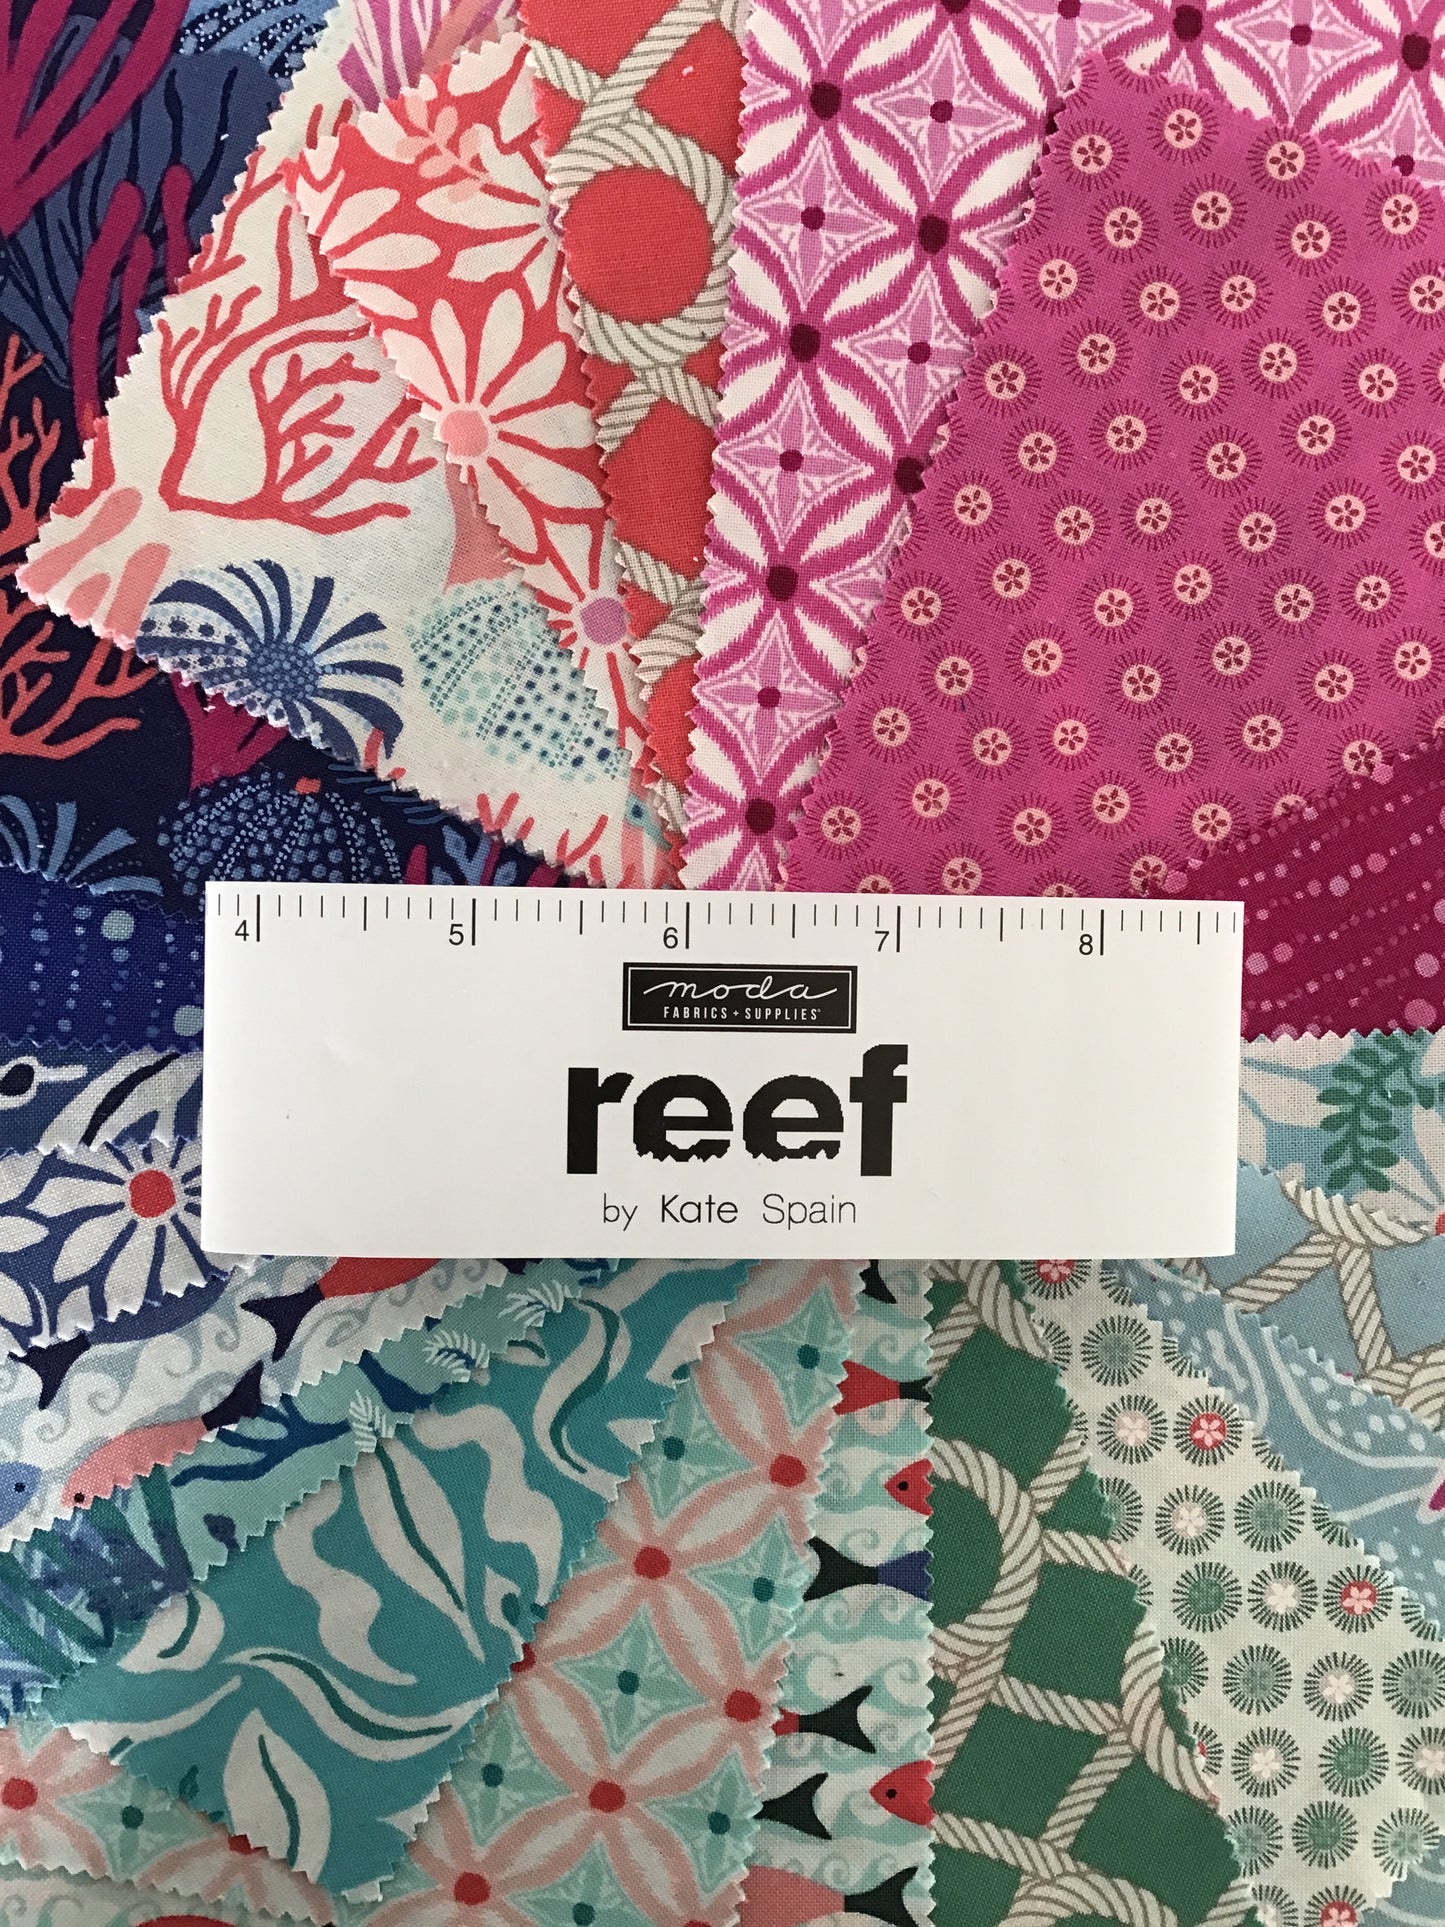 4 5 6 7 8
moda
FABRICS + SUPPLIES®
reef
by Kate Spain